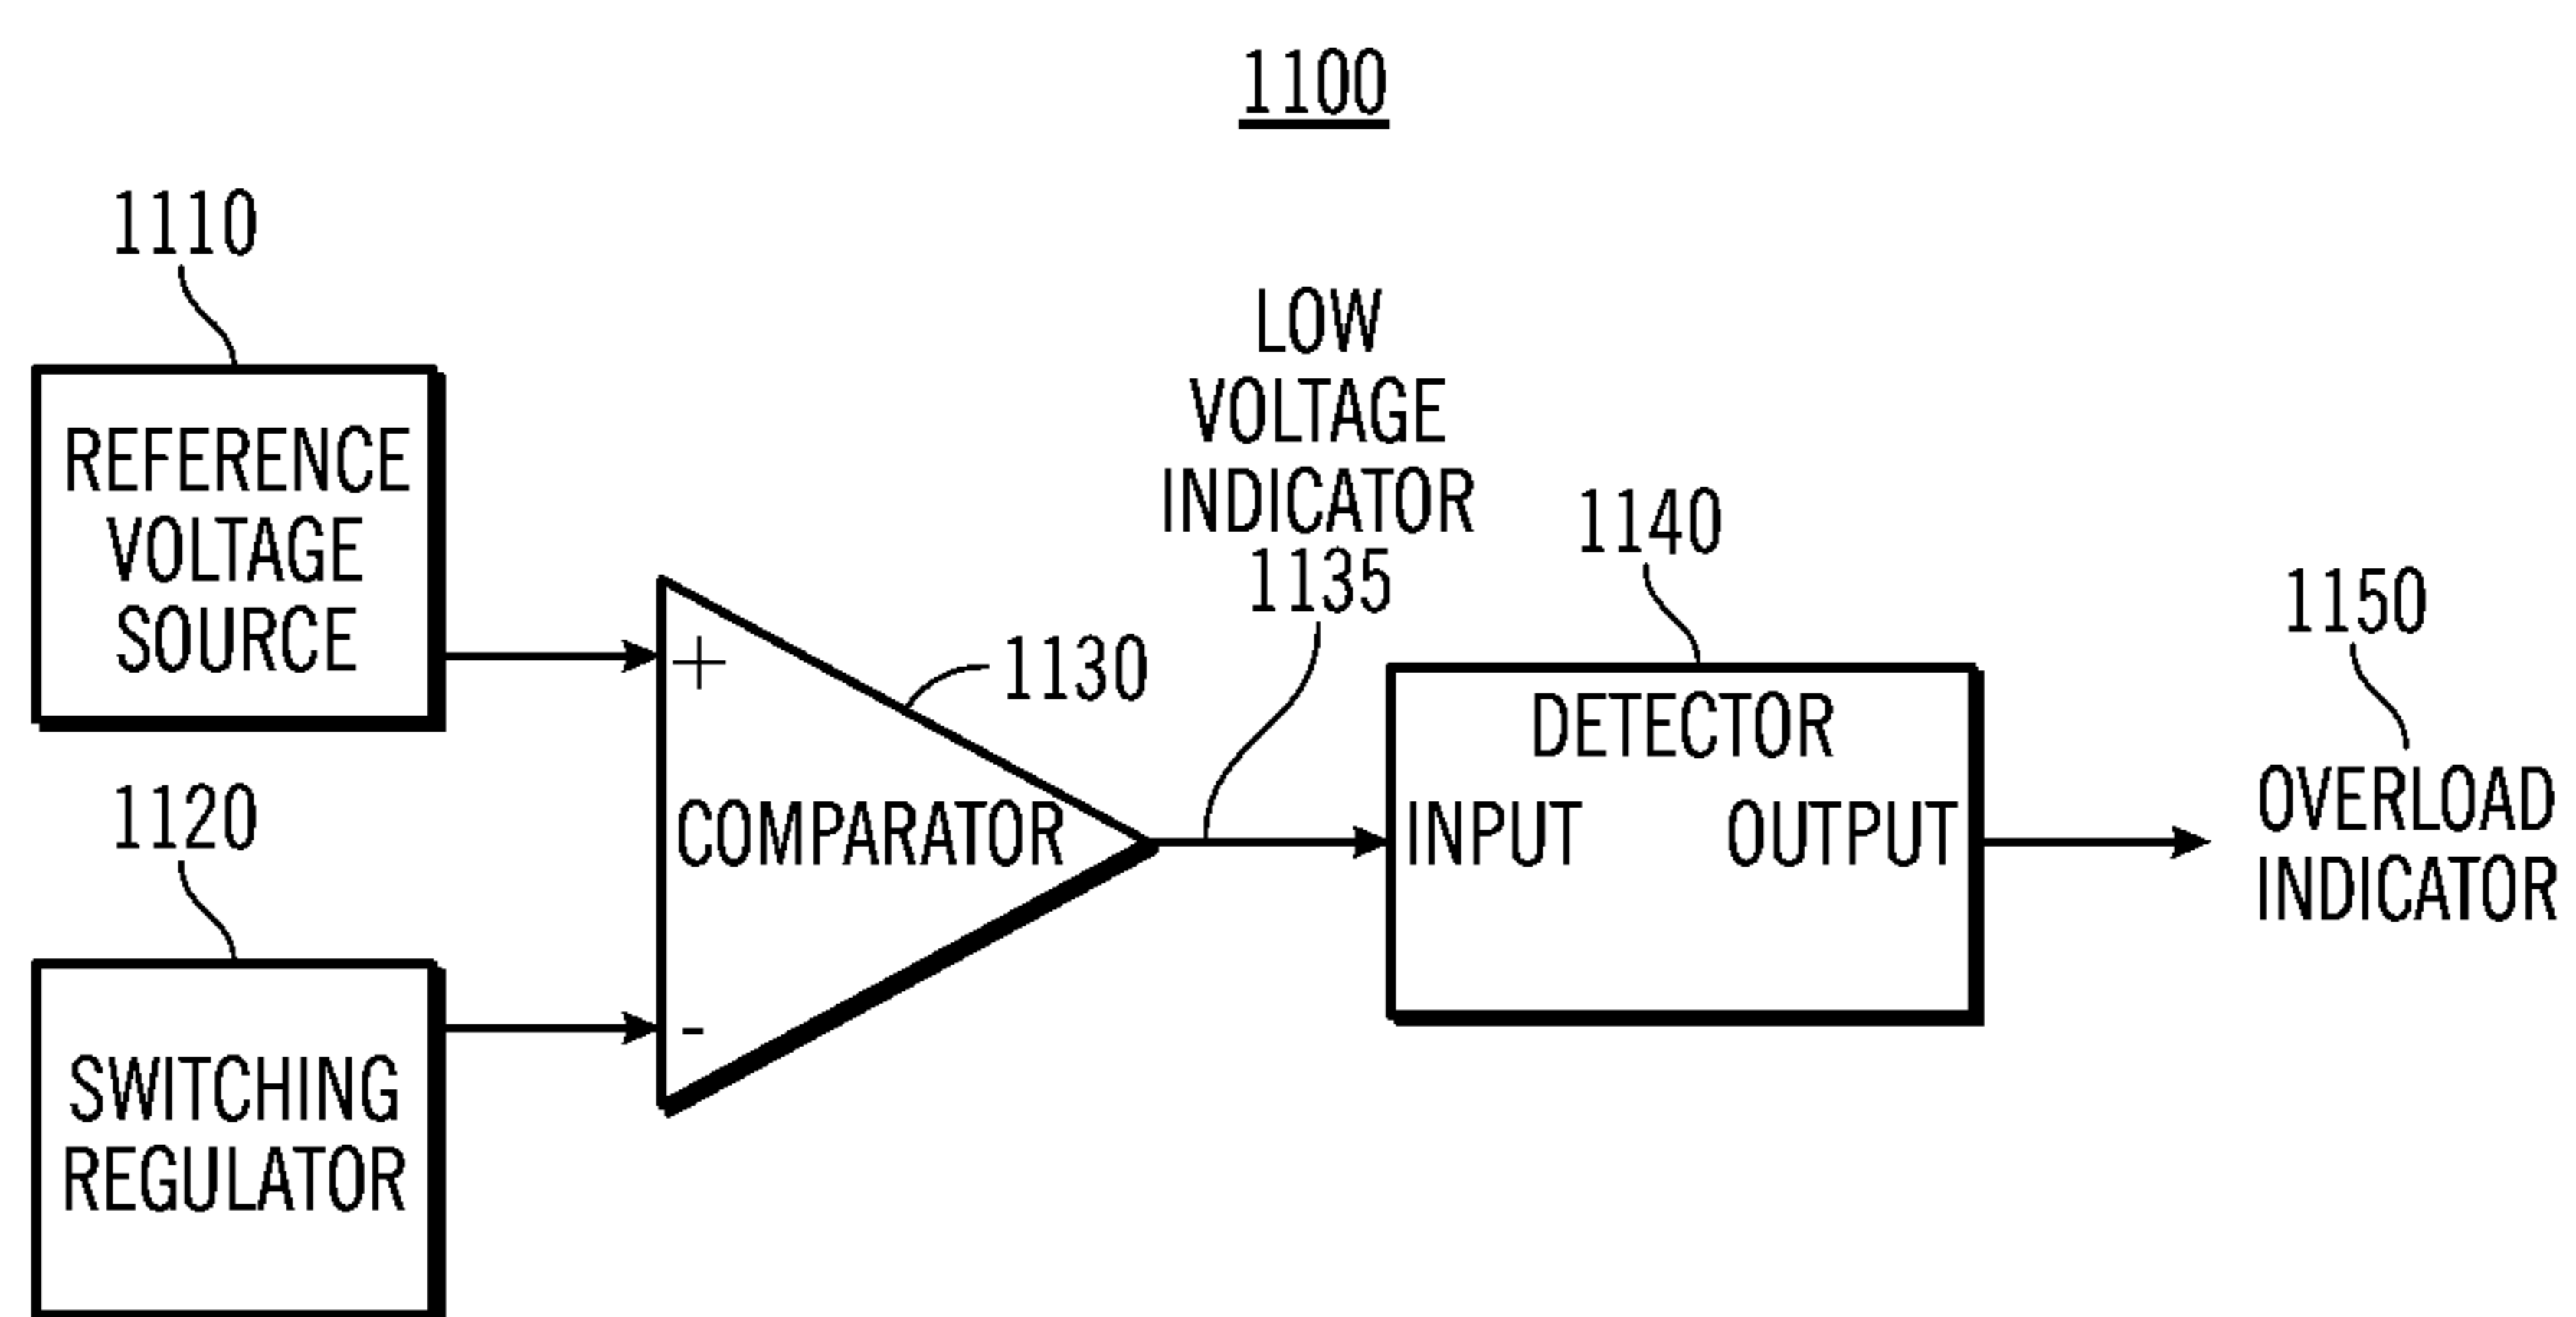 1100
1110
REFERENCE
VOLTAGE
SOURCE
1120
SWITCHING
REGULATOR
+
-
COMPARATOR
1130
LOW
VOLTAGE
INDICATOR
1135
1140
DETECTOR
INPUT OUTPUT
1150
OVERLOAD
INDICATOR